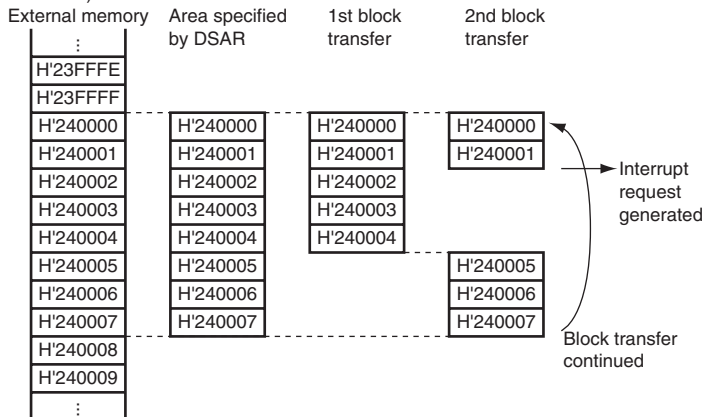 External memory Area specified 1st block 2nd block
by DSAR transfer transfer
⋮
H'23FFFE
H'23FFFF
H'240000 H'240000 H'240000 H'240000
H'240001 H'240001 H'240001 H'240001
H'240002 H'240002 H'240002
H'240003 H'240003 H'240003
H'240004 H'240004 H'240004
H'240005 H'240005 H'240005
H'240006 H'240006 H'240006
H'240007 H'240007 H'240007
H'240008
H'240009
⋮
Interrupt
request
generated
Block transfer
continued